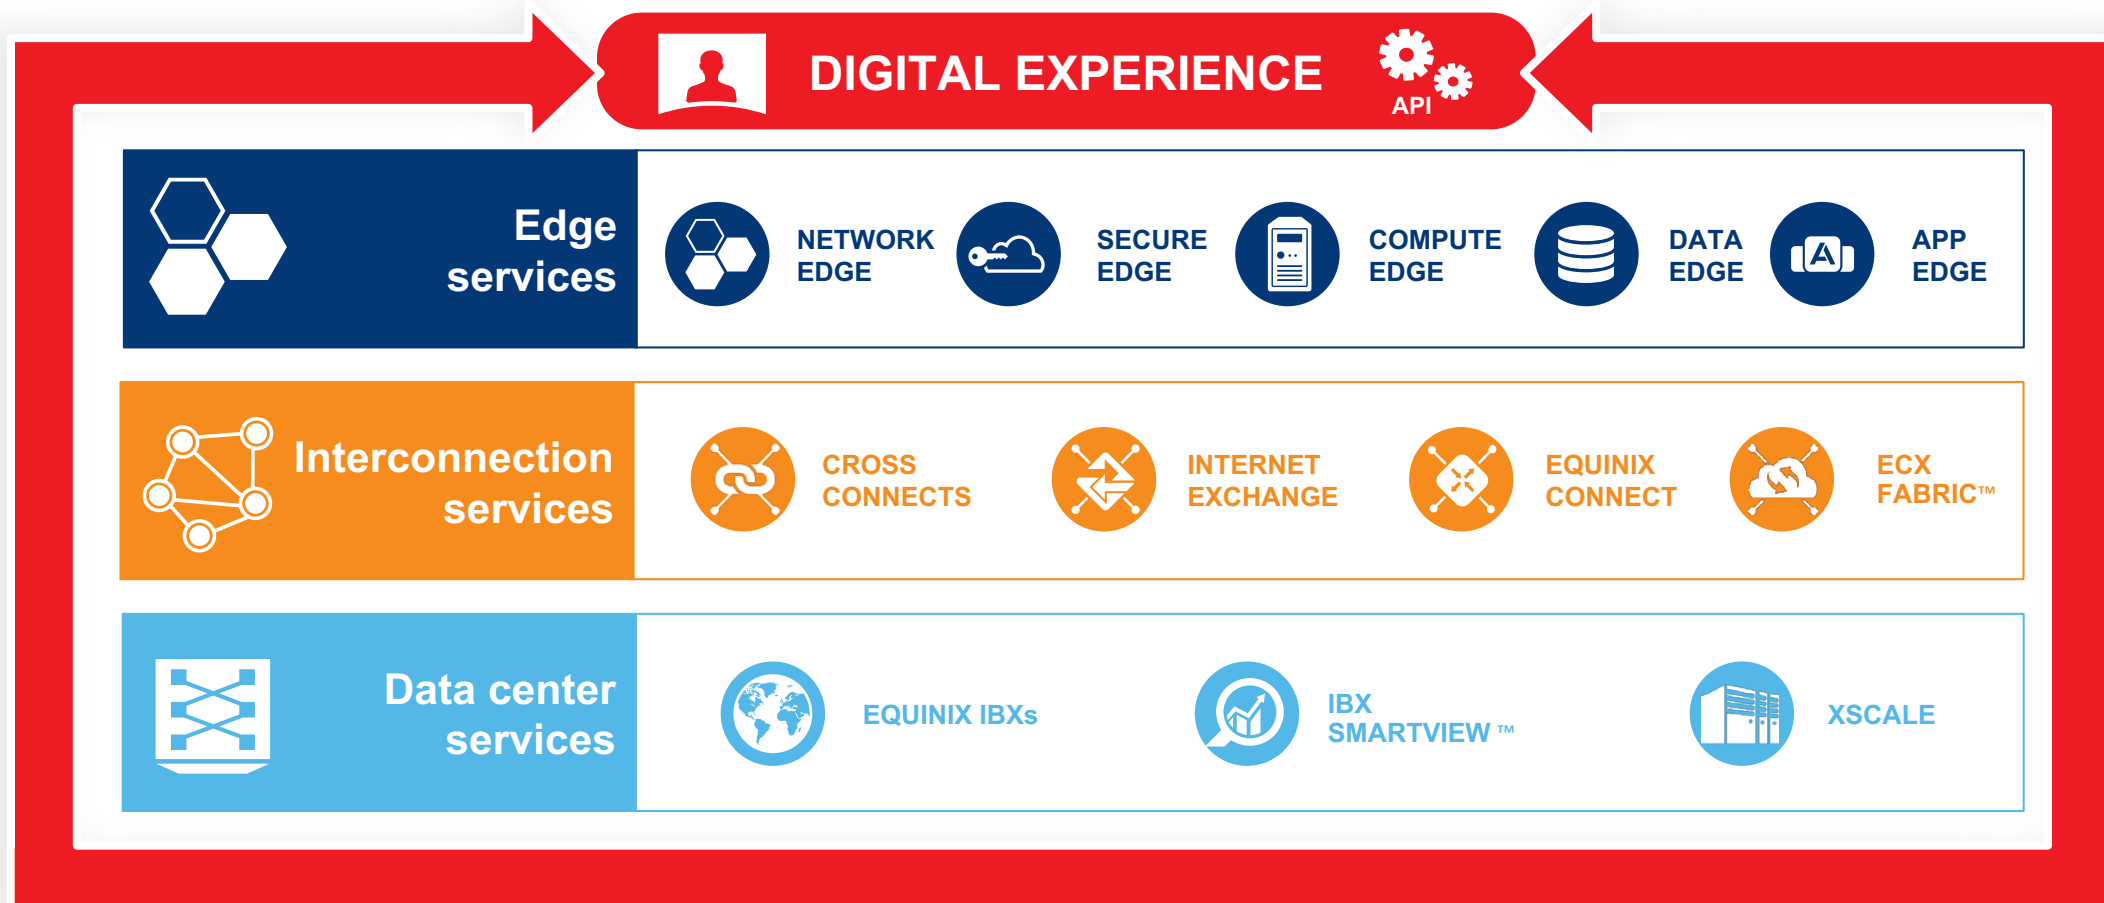 DIGITAL EXPERIENCE
API
Edge
services
NETWORK
EDGE
SECURE
EDGE
COMPUTE
EDGE
DATA
EDGE
A
APP
EDGE
Interconnection
services
CROSS
CONNECTS
INTERNET
EXCHANGE
EQUINIX
CONNECT
ECX
FABRIC™
Data center
services
EQUINIX IBXs
IBX
SMARTVIEW ™
XSCALE